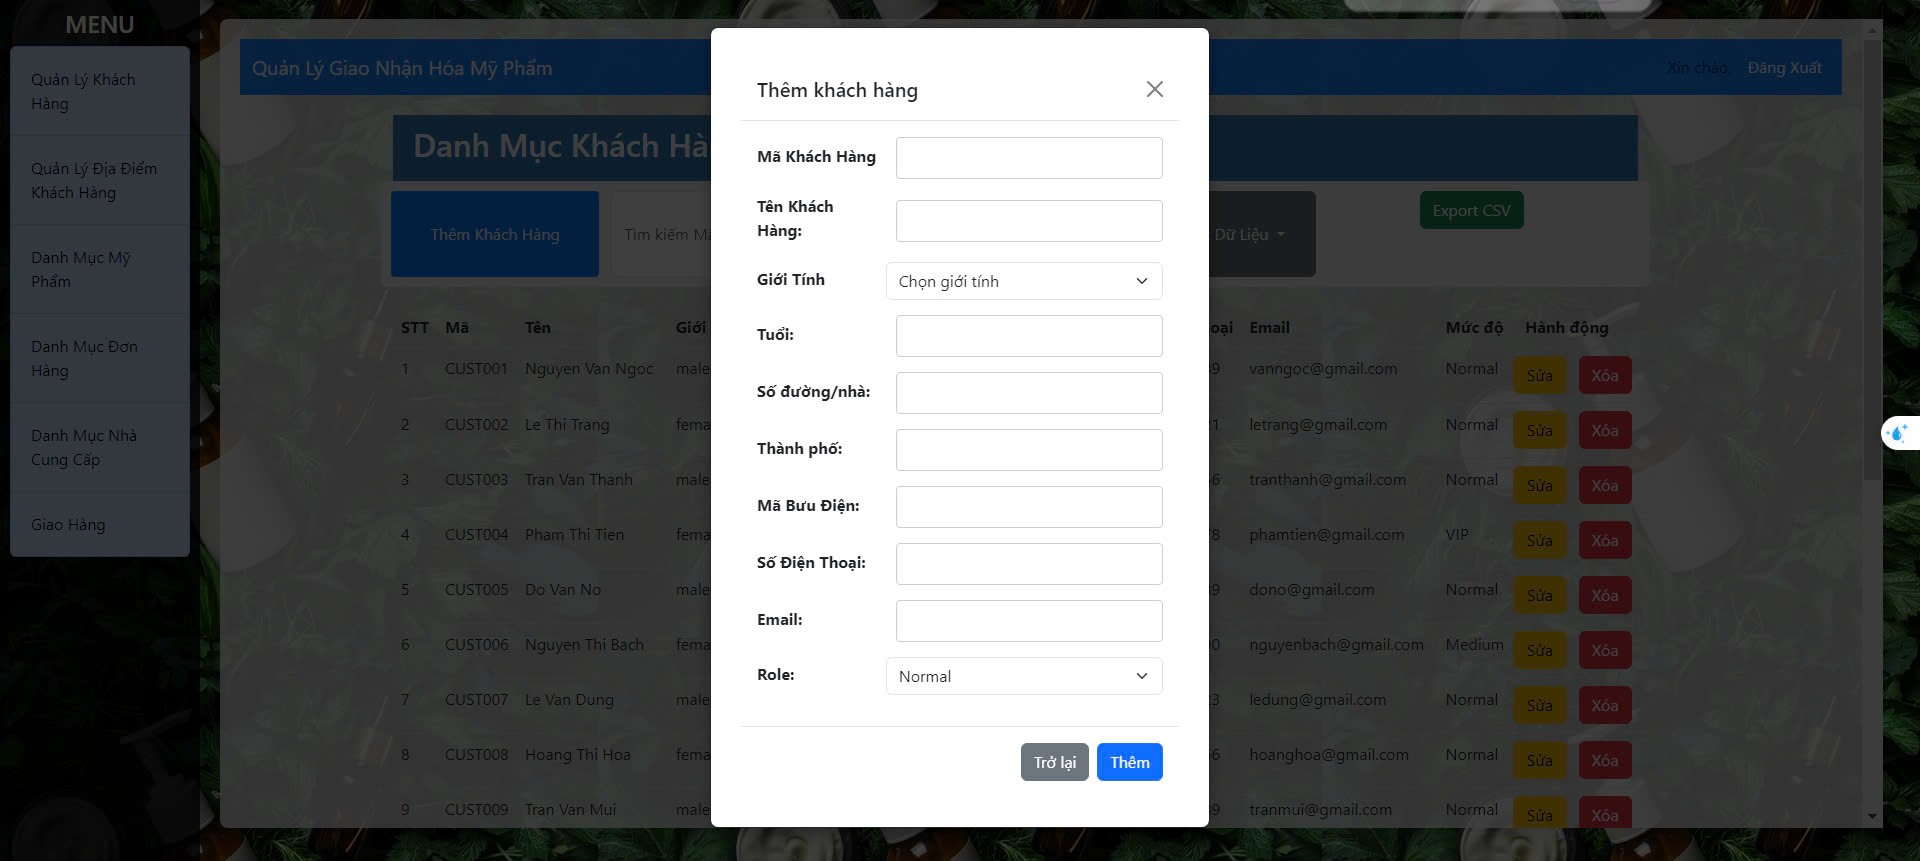 MENU
Quản Lý Khách
Hàng
Quản Lý Địa Điểm
Khách Hàng
Danh Mục Mỹ
Phẩm
Danh Mục Đơn
Hàng
Danh Mục Nhà
Cung Cấp
Giao Hàng
Quản Lý Giao Nhận Hóa Mỹ Phẩm
Xin chào, Đăng Xuất
Danh Mục Khách Hà
Thêm Khách Hàng
Tìm kiếm
Dữ Liệu
Export CSV
STT Mã Tên Giới Email Mức độ Hành động
1 CUST001 Nguyen Van Ngoc male vanngoc@gmail.com Normal Sửa Xóa
2 CUST002 Le Thi Trang fema letrang@gmail.com Normal Sửa Xóa
3 CUST003 Tran Van Thanh male tranthanh@gmail.com Normal Sửa Xóa
4 CUST004 Pham Thi Tien fema phamtien@gmail.com VIP Sửa Xóa
5 CUST005 Do Van No male dono@gmail.com Normal Sửa Xóa
6 CUST006 Nguyen Thi Bach fema nguyenbach@gmail.com Medium Sửa Xóa
7 CUST007 Le Van Dung male ledung@gmail.com Normal Sửa Xóa
8 CUST008 Hoang Thi Hoa fema hoanghoa@gmail.com Normal Sửa Xóa
9 CUST009 Tran Van Mui male tranmui@gmail.com Normal Sửa Xóa
Thêm khách hàng
Mã Khách Hàng
Tên Khách
Hàng:
Giới Tính Chọn giới tính
Tuổi:
Số đường/nhà:
Thành phố:
Mã Bưu Điện:
Số Điện Thoại:
Email:
Role: Normal
Trở lại Thêm